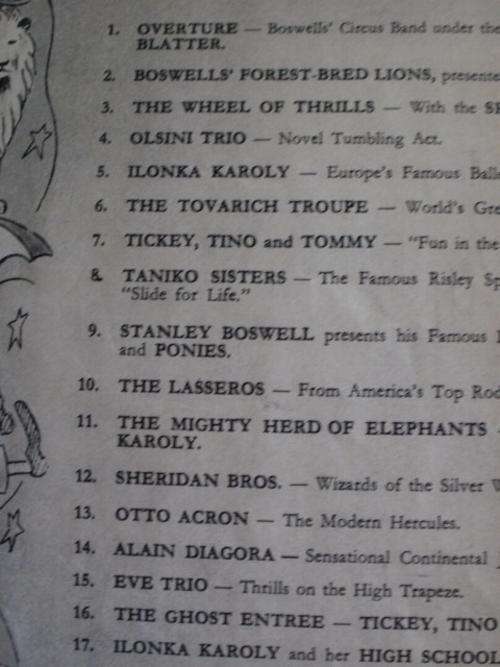 1. OVERTURE — Boswells' Circus Band under the
BLATTER.
2. BOSWELLS' FOREST-BRED LIONS, presente
3. THE WHEEL OF THRILLS — With the
4. OLSINI TRIO — Novel Tumbling Act.
5. ILONKA KAROLY — Europe's Famous
6. THE TOVARICH TROUPE — World's
7. TICKEY, TINO and TOMMY — "Fun in the
8. TANIKO SISTERS — The Famous Risley
"Slide for Life."
9. STANLEY BOSWELL presents his Famous
and PONIES.
10. THE LASSEROS — From America's Top
11. THE MIGHTY HERD OF ELEPHANTS
KAROLY.
12. SHERIDAN BROS. — Wizards of the Silver
13. OTTO ACRON — The Modern Hercules.
14. ALAIN DIAGORA — Sensational Continental
15. EVE TRIO — Thrills on the High Trapeze.
16. THE GHOST ENTREE — TICKEY, TINO
17. ILONKA KAROLY and her HIGH SCHOOL